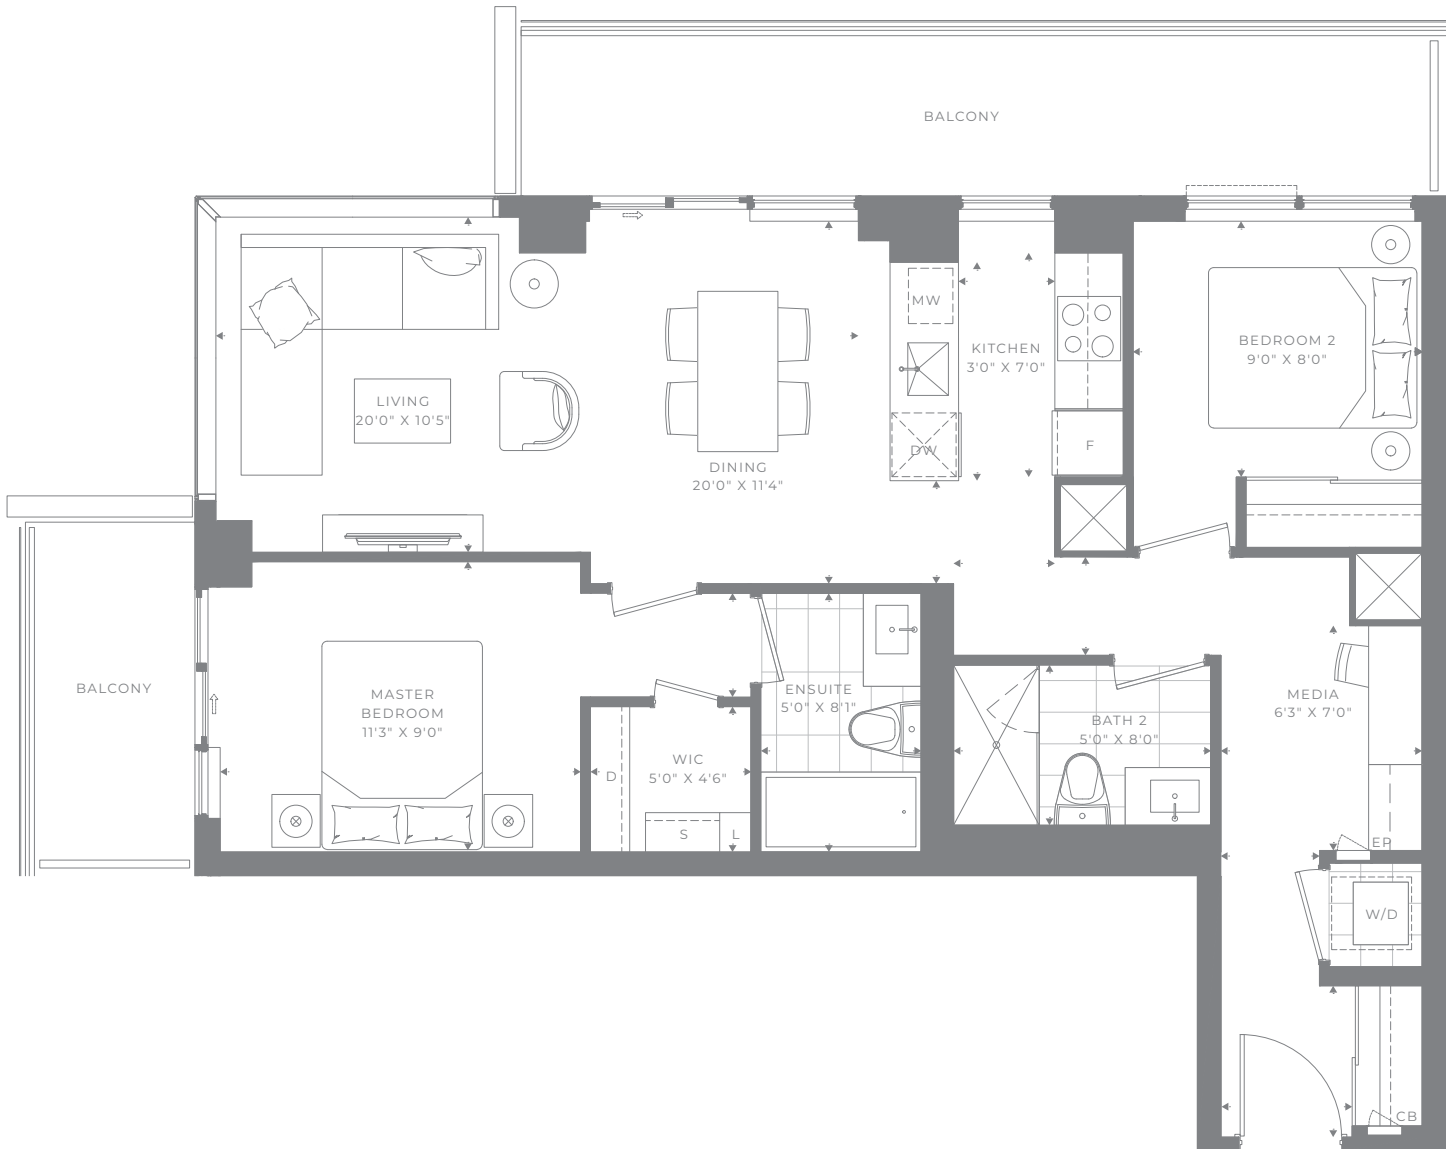 BALCONY
MW
KITCHEN
3'0" X 7'0"
BEDROOM 2
9'0" X 8'0"
LIVING
20'0" X 10'5"
F
DW
DINING
20'0" X 11'4"
BALCONY
MASTER
BEDROOM
11'3" X 9'0"
ENSUITE
5'0" X 8'1"
MEDIA
6'3" X 7'0"
BATH 2
5'0" X 8'0"
WIC
5'0" X 4'6"
D
S
L
EP
W/D
CB